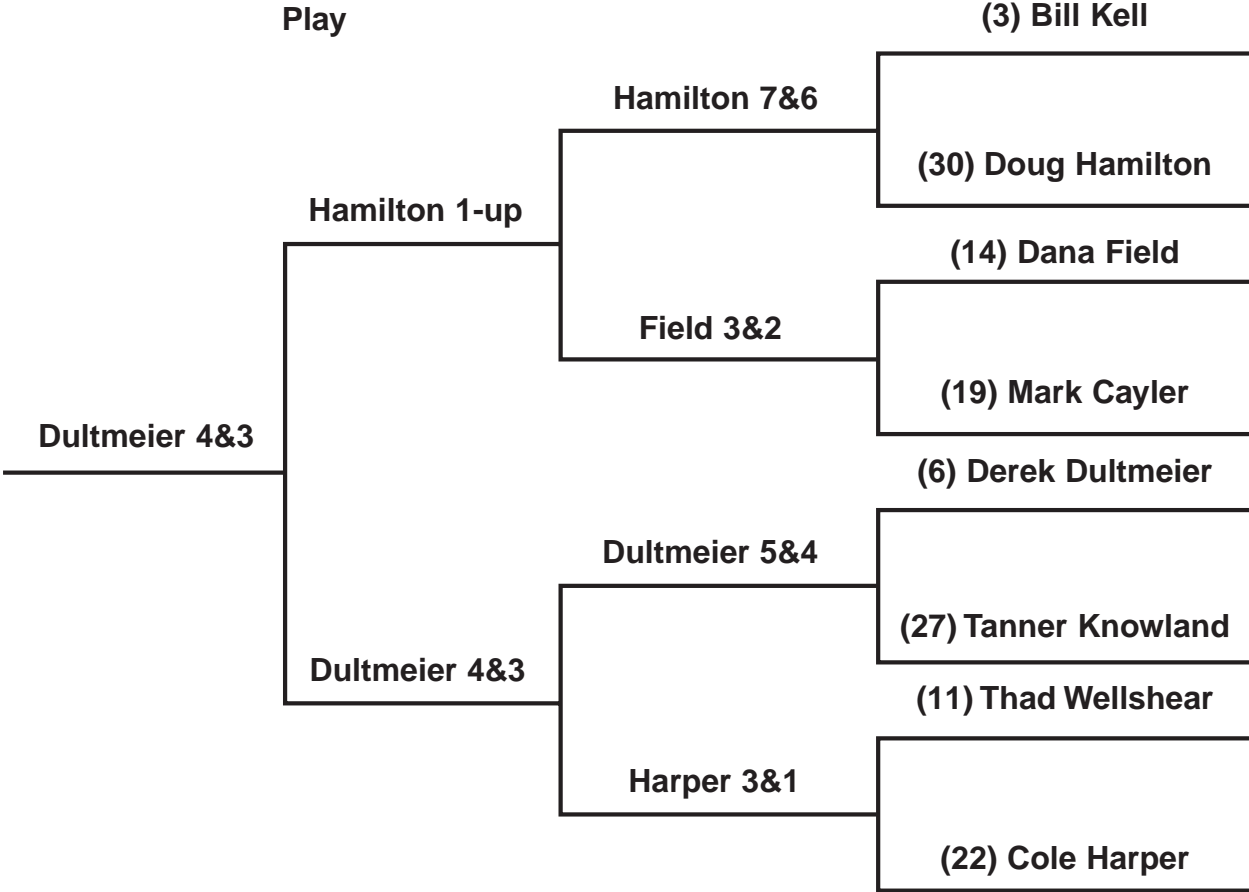 Play
(3) Bill Kell
Hamilton 7&6
(30) Doug Hamilton
Hamilton 1-up
(14) Dana Field
Field 3&2
(19) Mark Cayler
Dultmeier 4&3
(6) Derek Dultmeier
Dultmeier 5&4
(27) Tanner Knowland
Dultmeier 4&3
(11) Thad Wellshear
Harper 3&1
(22) Cole Harper